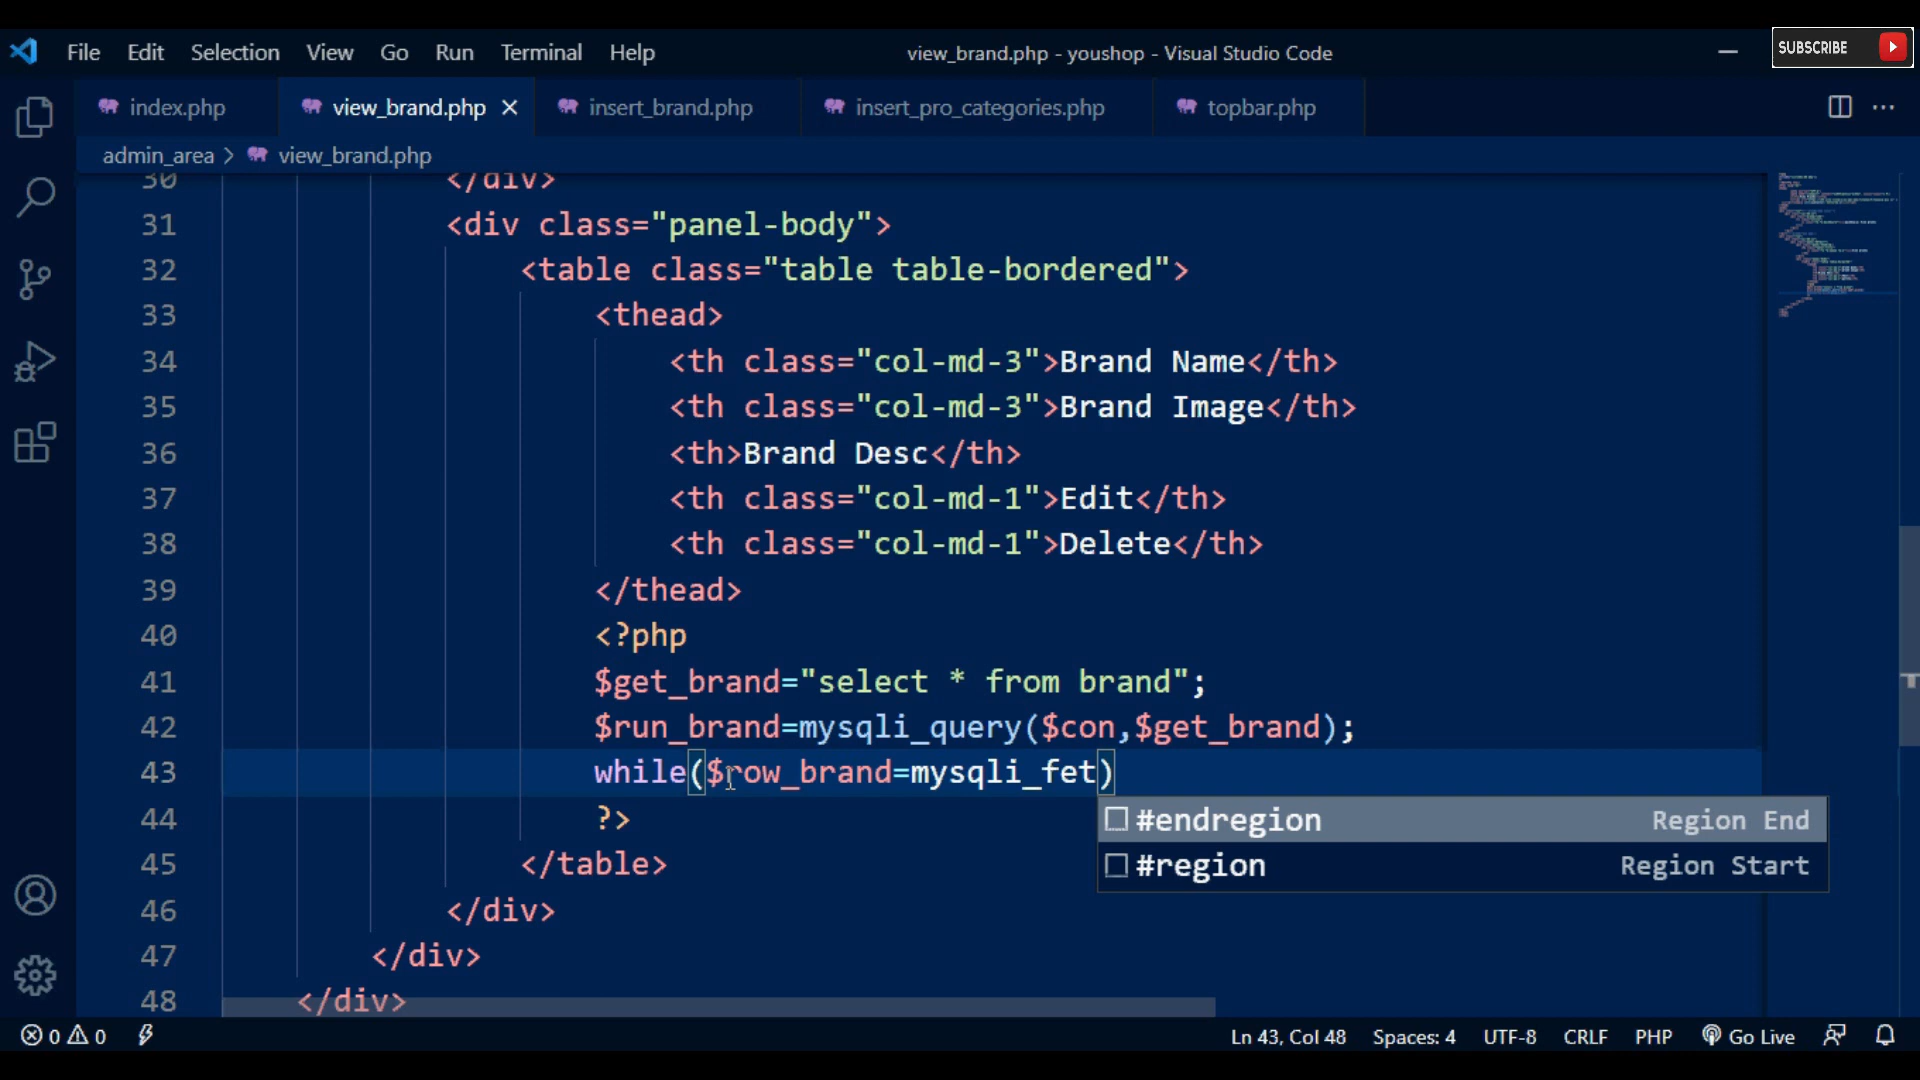 File Edit Selection View Go Run Terminal Help view_brand.php - youshop - Visual Studio Code SUBSCRIBE
index.php view_brand.php insert_brand.php insert_pro_categories.php topbar.php
admin_area > view_brand.php
30 </div>
31 <div class="panel-body">
32 <table class="table table-bordered">
33 <thead>
34 <th class="col-md-3">Brand Name</th>
35 <th class="col-md-3">Brand Image</th>
36 <th>Brand Desc</th>
37 <th class="col-md-1">Edit</th>
38 <th class="col-md-1">Delete</th>
39 </thead>
40 <?php
41 $get_brand="select * from brand";
42 $run_brand=mysqli_query($con,$get_brand);
43 while($row_brand=mysqli_fet)
44 ?>
#endregion Region End
45 </table>
#region Region Start
46 </div>
47 </div>
48 </div>
0 0 Ln 43, Col 48 Spaces: 4 UTF-8 CRLF PHP Go Live